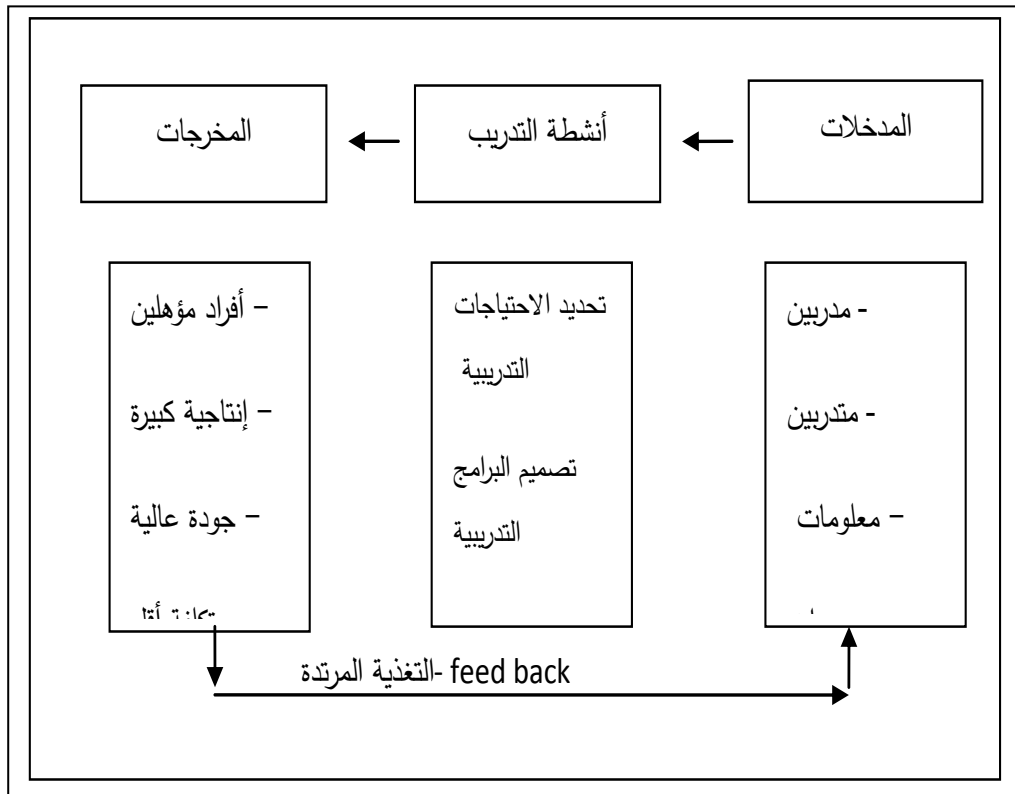 المدخلات
أنشطة التدريب
المخرجات
- مدربين
- متدربين
– معلومات
تحديد الاحتياجات
التدريبية
تصميم البرامج
التدريبية
– أفراد مؤهلين
– إنتاجية كبيرة
– جودة عالية
التغذية المرتدة- feed back